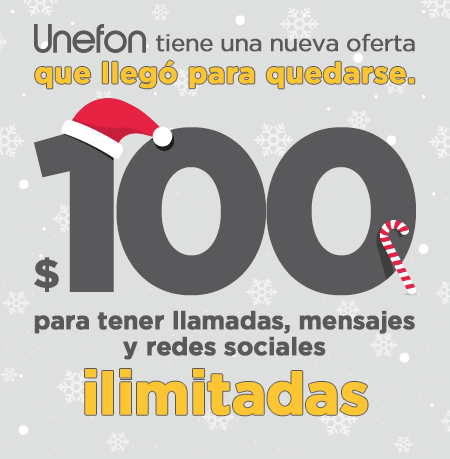 Unefon tiene una nueva oferta
que llegó para quedarse.
$100
para tener llamadas, mensajes
y redes sociales
ilimitadas